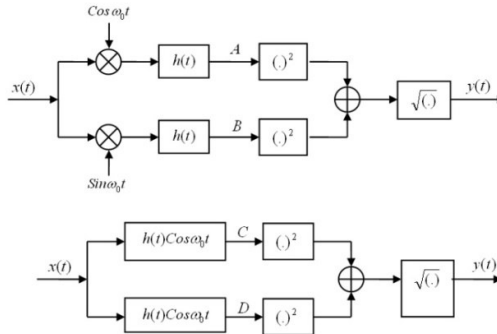 Cosω₀t
x(t) h(t) A (.)² √(.) y(t)
h(t) B (.)²
Sinω₀t
x(t) h(t)Cosω₀t C (.)² √(.) y(t)
h(t)Cosω₀t D (.)²